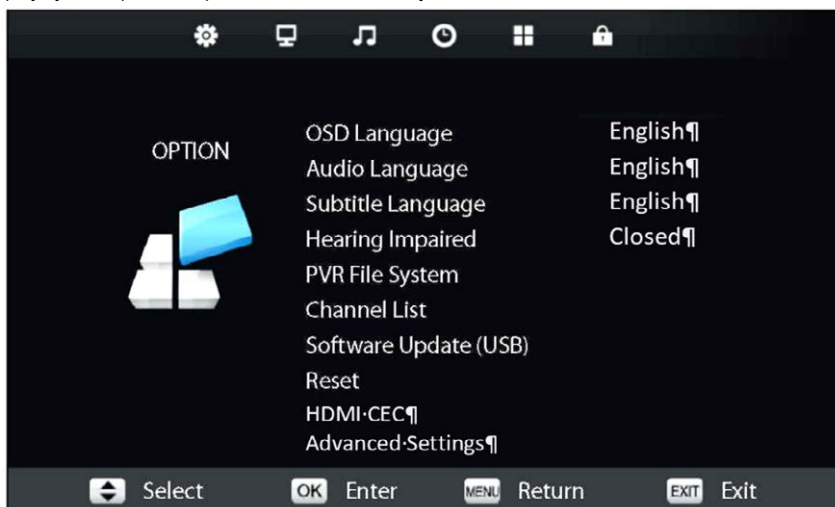 OPTION
OSD Language English¶
Audio Language English¶
Subtitle Language English¶
Hearing Impaired Closed¶
PVR File System
Channel List
Software Update (USB)
Reset
HDMI·CEC¶
Advanced·Settings¶
Select OK Enter MENU Return EXIT Exit